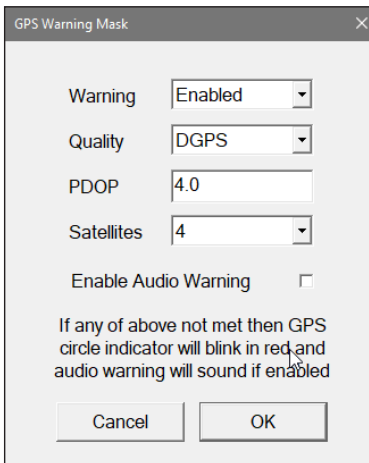 GPS Warning Mask
Warning Enabled
Quality DGPS
PDOP 4.0
Satellites 4
Enable Audio Warning
If any of above not met then GPS
circle indicator will blink in red and
audio warning will sound if enabled
Cancel OK